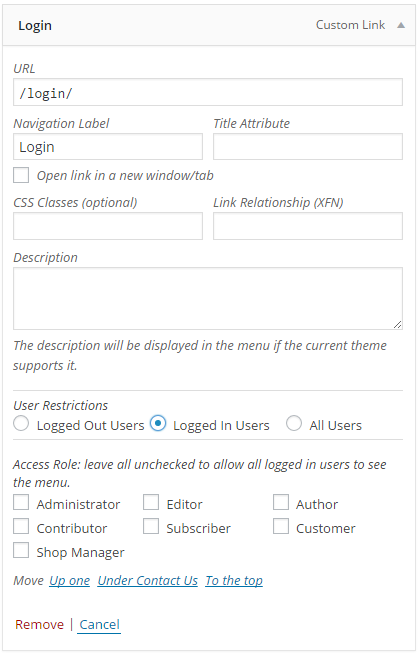 Login Custom Link
URL
/login/
Navigation Label Title Attribute
Login
Open link in a new window/tab
CSS Classes (optional) Link Relationship (XFN)
Description
The description will be displayed in the menu if the current theme
supports it.
User Restrictions
Logged Out Users Logged In Users All Users
Access Role: leave all unchecked to allow all logged in users to see
the menu.
Administrator Editor Author
Contributor Subscriber Customer
Shop Manager
Move Up one Under Contact Us To the top
Remove | Cancel